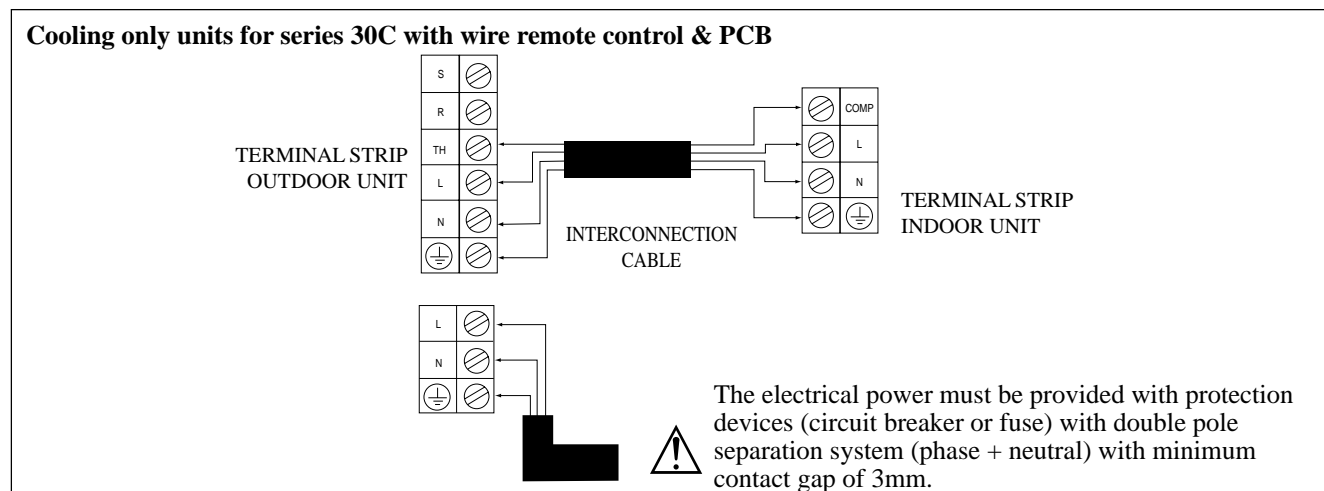 Cooling only units for series 30C with wire remote control & PCB
S
R
TH
L
N
TERMINAL STRIP
OUTDOOR UNIT
INTERCONNECTION
CABLE
COMP
L
N
TERMINAL STRIP
INDOOR UNIT
L
N
The electrical power must be provided with protection
devices (circuit breaker or fuse) with double pole
separation system (phase + neutral) with minimum
contact gap of 3mm.